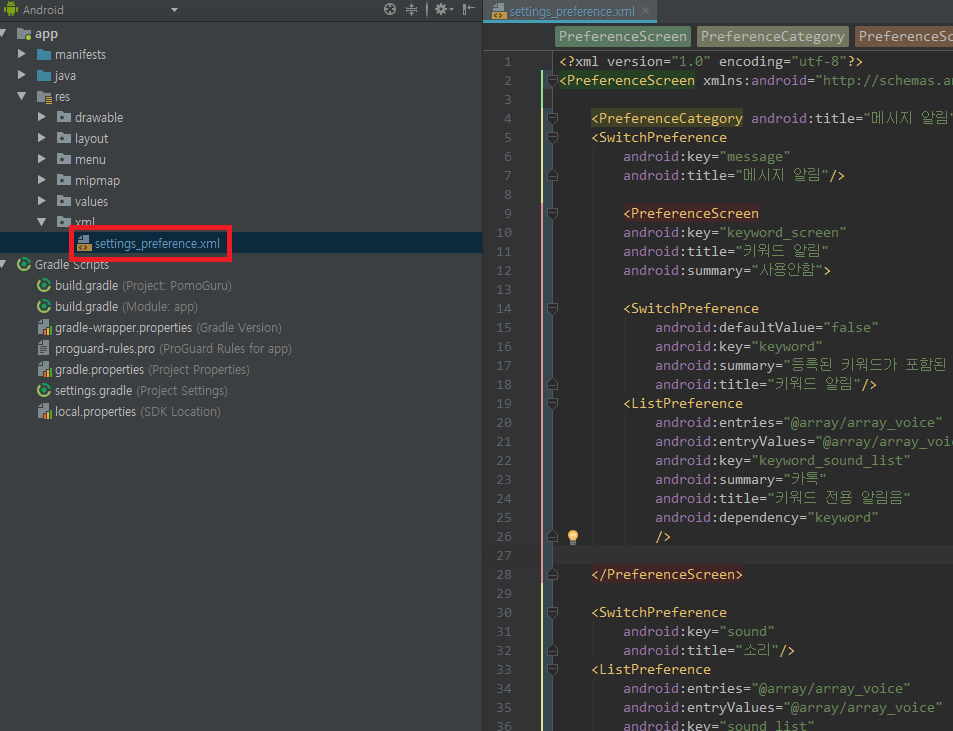 Android
app
manifests
java
res
drawable
layout
menu
mipmap
values
xml
settings_preference.xml
Gradle Scripts
build.gradle (Project: PomoGuru)
build.gradle (Module: app)
gradle-wrapper.properties (Gradle Version)
proguard-rules.pro (ProGuard Rules for app)
gradle.properties (Project Properties)
settings.gradle (Project Settings)
local.properties (SDK Location)
settings_preference.xml
PreferenceScreen PreferenceCategory PreferenceSc
1 <?xml version="1.0" encoding="utf-8"?>
2 <PreferenceScreen xmlns:android="http://schemas.an
3
4 <PreferenceCategory android:title="메시지 알림"
5 <SwitchPreference
6 android:key="message"
7 android:title="메시지 알림"/>
8
9 <PreferenceScreen
10 android:key="keyword_screen"
11 android:title="키워드 알림"
12 android:summary="사용안함">
13
14 <SwitchPreference
15 android:defaultValue="false"
16 android:key="keyword"
17 android:summary="등록된 키워드가 포함된
18 android:title="키워드 알림"/>
19 <ListPreference
20 android:entries="@array/array_voice"
21 android:entryValues="@array/array_voi
22 android:key="keyword_sound_list"
23 android:summary="카톡"
24 android:title="키워드 전용 알림음"
25 android:dependency="keyword"
26 />
27
28 </PreferenceScreen>
29
30 <SwitchPreference
31 android:key="sound"
32 android:title="소리"/>
33 <ListPreference
34 android:entries="@array/array_voice"
35 android:entryValues="@array/array_voice"
36 android:key="sound_list"